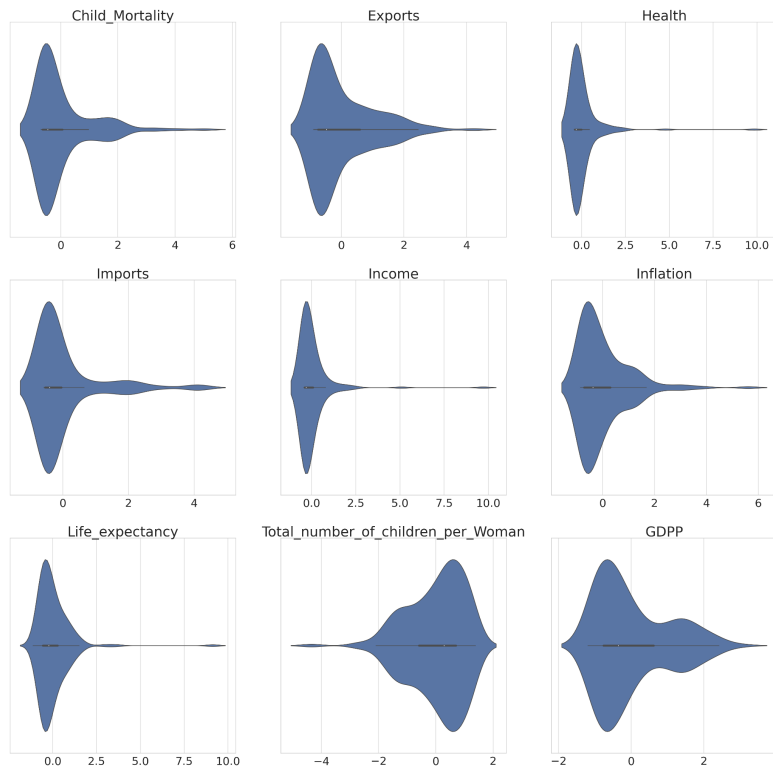 Child_Mortality
Exports
Health
0 2 4 6
0 2 4
0.0 2.5 5.0 7.5 10.0
Imports
Income
Inflation
0 2 4
0.0 2.5 5.0 7.5 10.0
0 2 4 6
Life_expectancy
Total_number_of_children_per_Woman
GDPP
0.0 2.5 5.0 7.5 10.0
−4 −2 0 2
−2 0 2